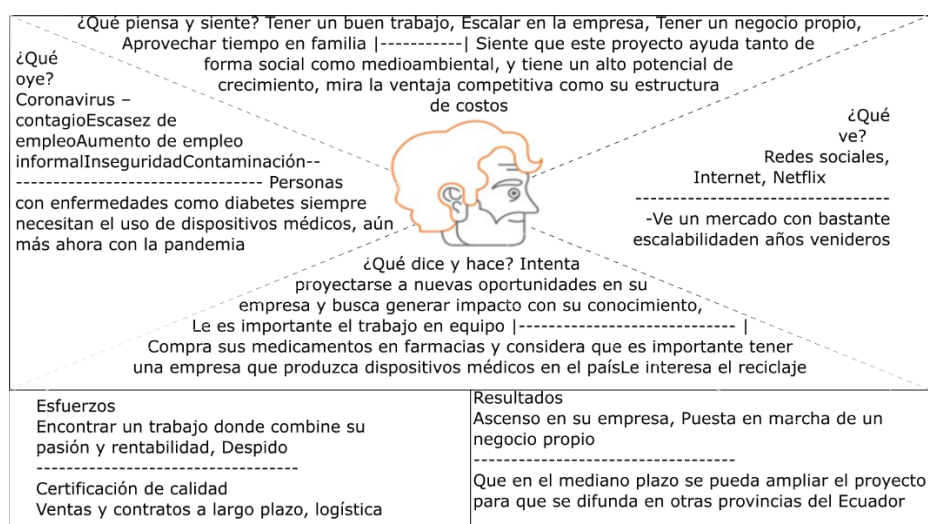 ¿Qué piensa y siente? Tener un buen trabajo, Escalar en la empresa, Tener un negocio propio,
Aprovechar tiempo en familia |-----------| Siente que este proyecto ayuda tanto de
forma social como medioambiental, y tiene un alto potencial de
crecimiento, mira la ventaja competitiva como su estructura
de costos
¿Qué
oye?
Coronavirus –
contagioEscasez de
empleoAumento de empleo
informalInseguridadContaminación--
--------------------------------- Personas
con enfermedades como diabetes siempre
necesitan el uso de dispositivos médicos, aún
más ahora con la pandemia
¿Qué
ve?
Redes sociales,
Internet, Netflix
----------------------------------
-Ve un mercado con bastante
escalabilidaden años venideros
¿Qué dice y hace? Intenta
proyectarse a nuevas oportunidades en su
empresa y busca generar impacto con su conocimiento,
Le es importante el trabajo en equipo |----------------------------- |
Compra sus medicamentos en farmacias y considera que es importante tener
una empresa que produzca dispositivos médicos en el paísLe interesa el reciclaje
Esfuerzos
Encontrar un trabajo donde combine su
pasión y rentabilidad, Despido
-----------------------------------
Certificación de calidad
Ventas y contratos a largo plazo, logística
Resultados
Ascenso en su empresa, Puesta en marcha de un
negocio propio
-----------------------------------
Que en el mediano plazo se pueda ampliar el proyecto
para que se difunda en otras provincias del Ecuador